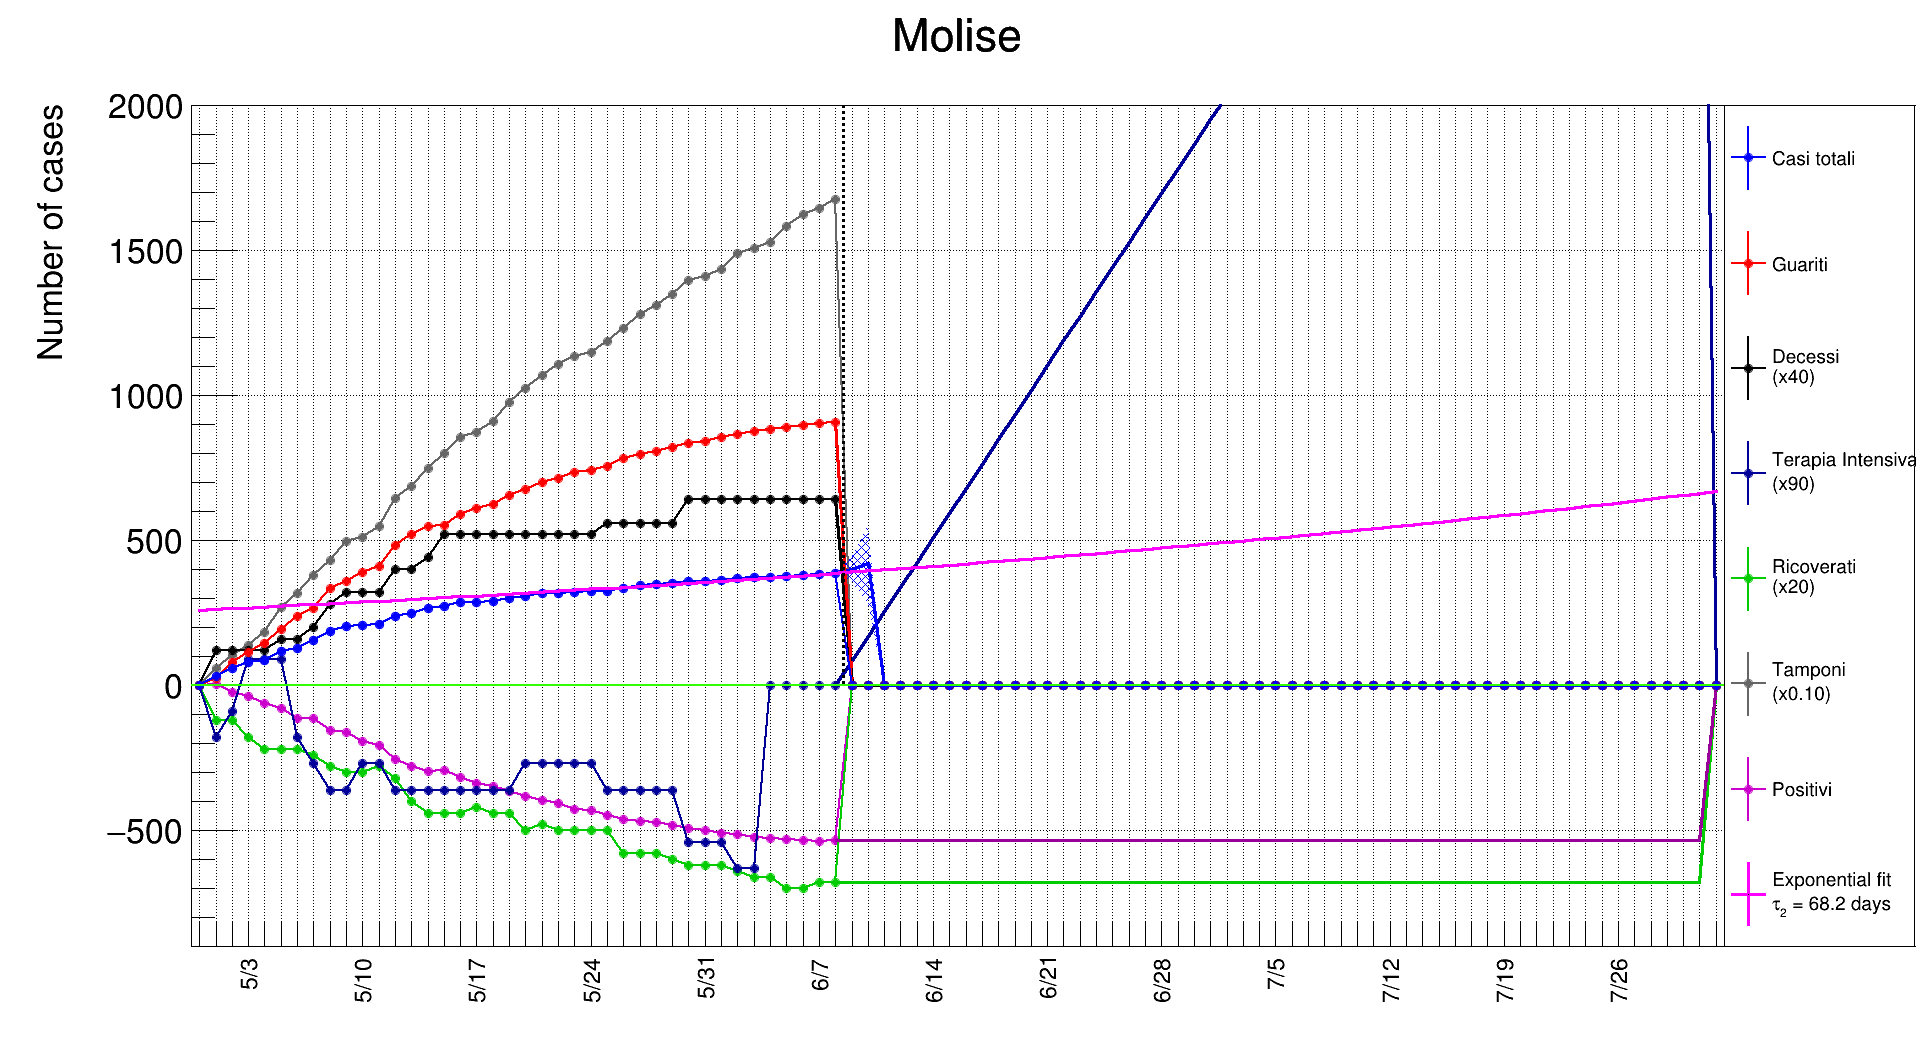 Molise
Number of cases
2000
1500
1000
500
0
−500
5/3
5/10
5/17
5/24
5/31
6/7
6/14
6/21
6/28
7/5
7/12
7/19
7/26
Casi totali
Guariti
Decessi
(x40)
Terapia Intensiva
(x90)
Ricoverati
(x20)
Tamponi
(x0.10)
Positivi
Exponential fit
τ2 = 68.2 days